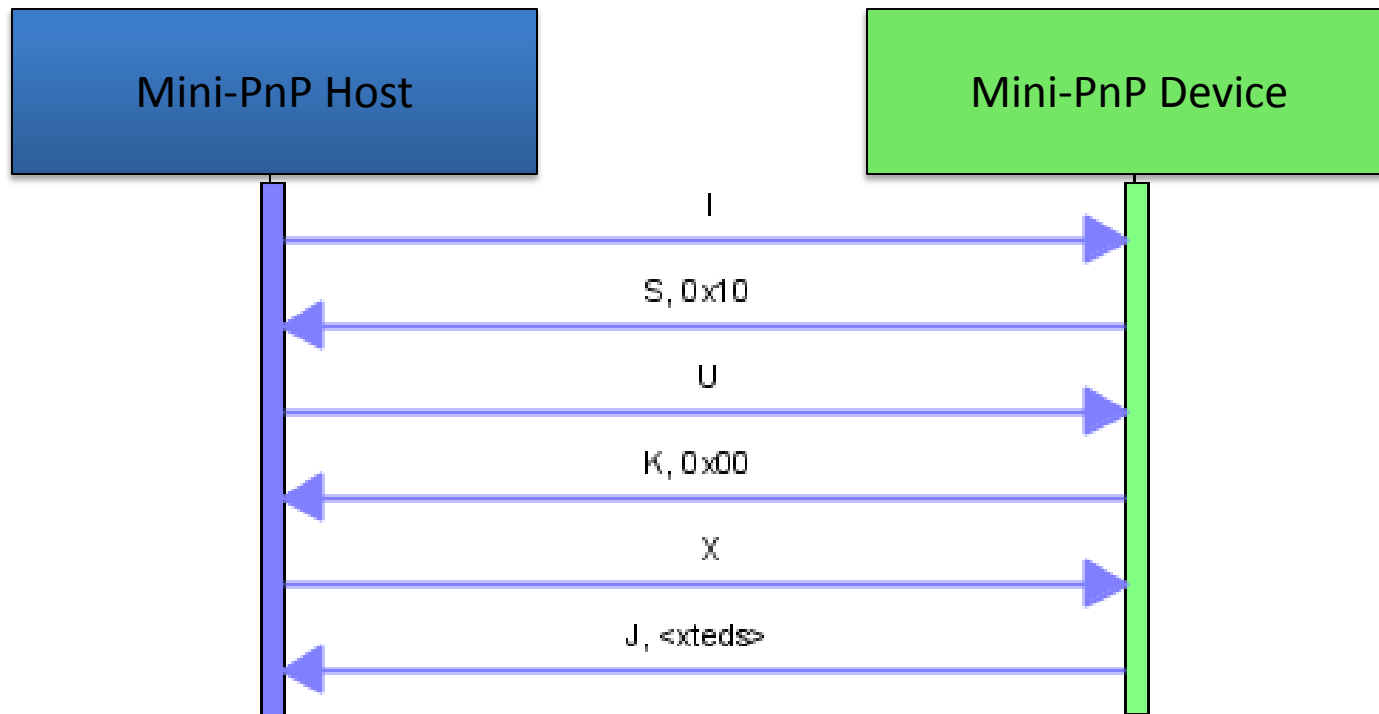 Mini-PnP Host
Mini-PnP Device
I
S, 0x10
U
K, 0x00
X
J, <xteds>